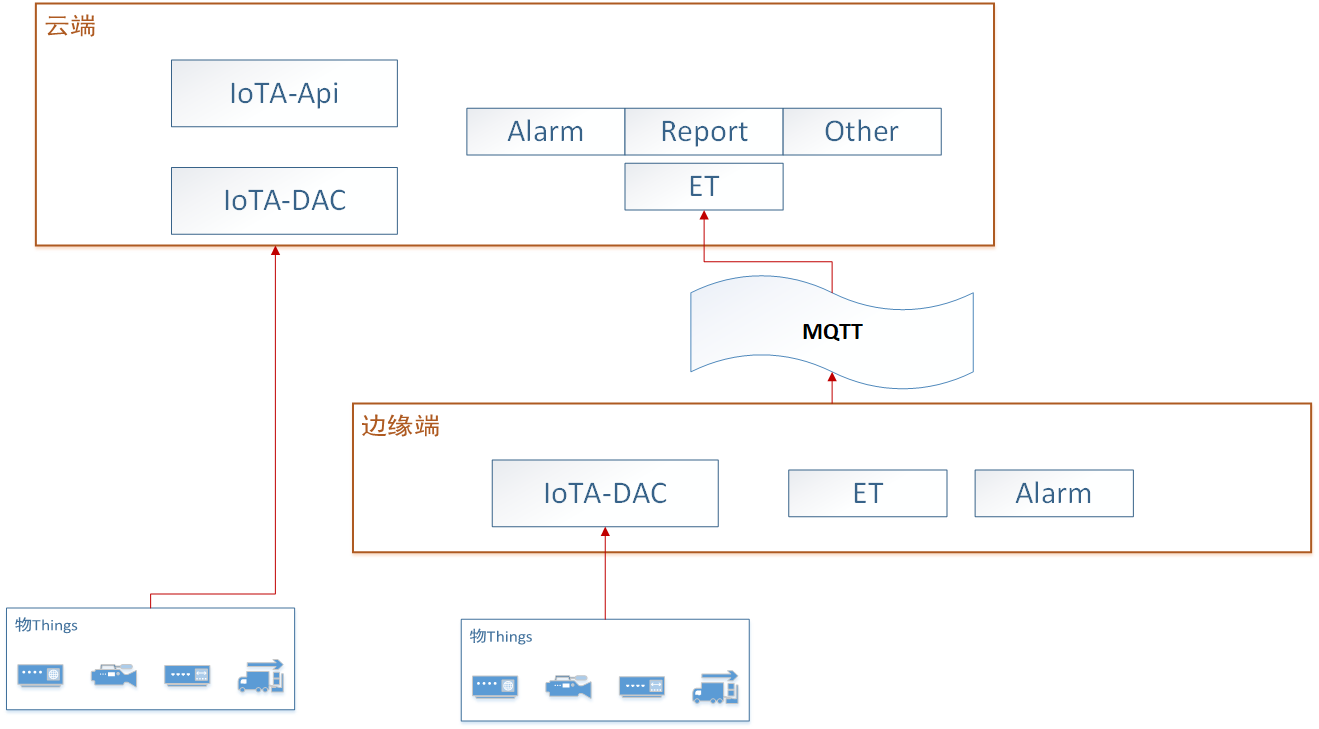 云端
IoTA-Api
Alarm
Report
Other
IoTA-DAC
ET
MQTT
边缘端
IoTA-DAC
ET
Alarm
物Things
物Things